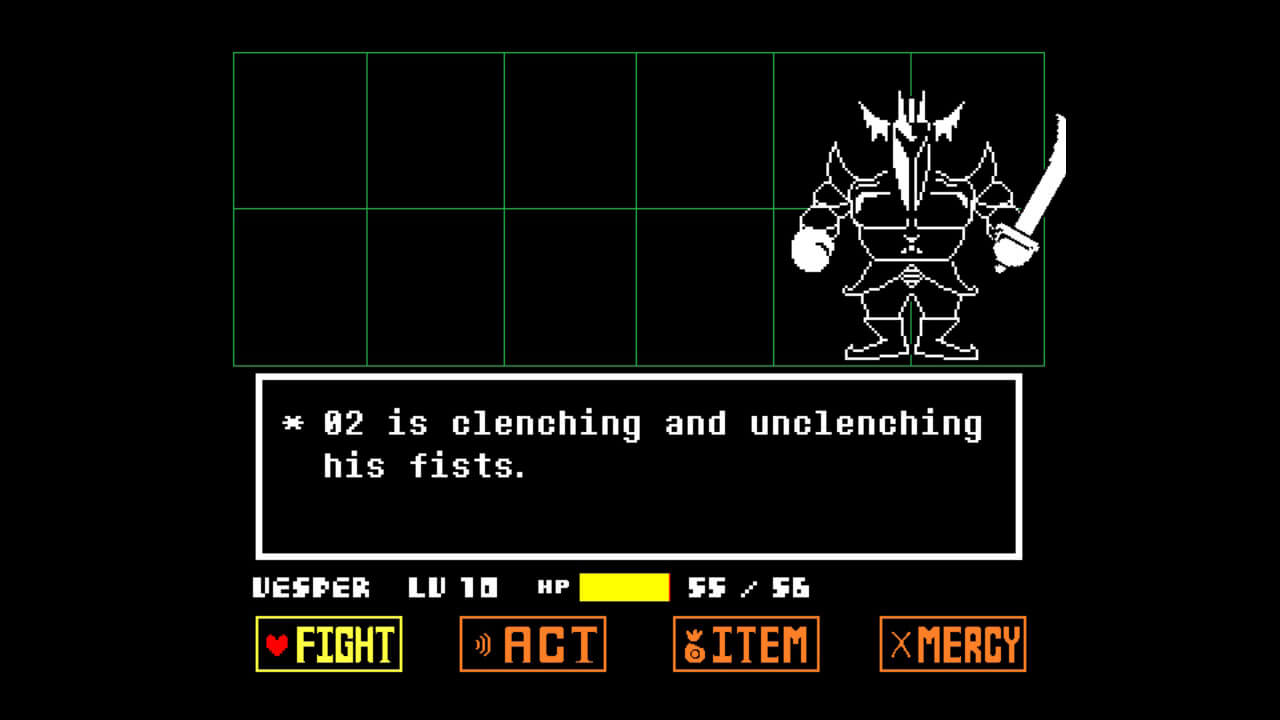 * 02 is clenching and unclenching
his fists.
VESPER LV 10 HP 55 / 56
FIGHT ACT ITEM MERCY